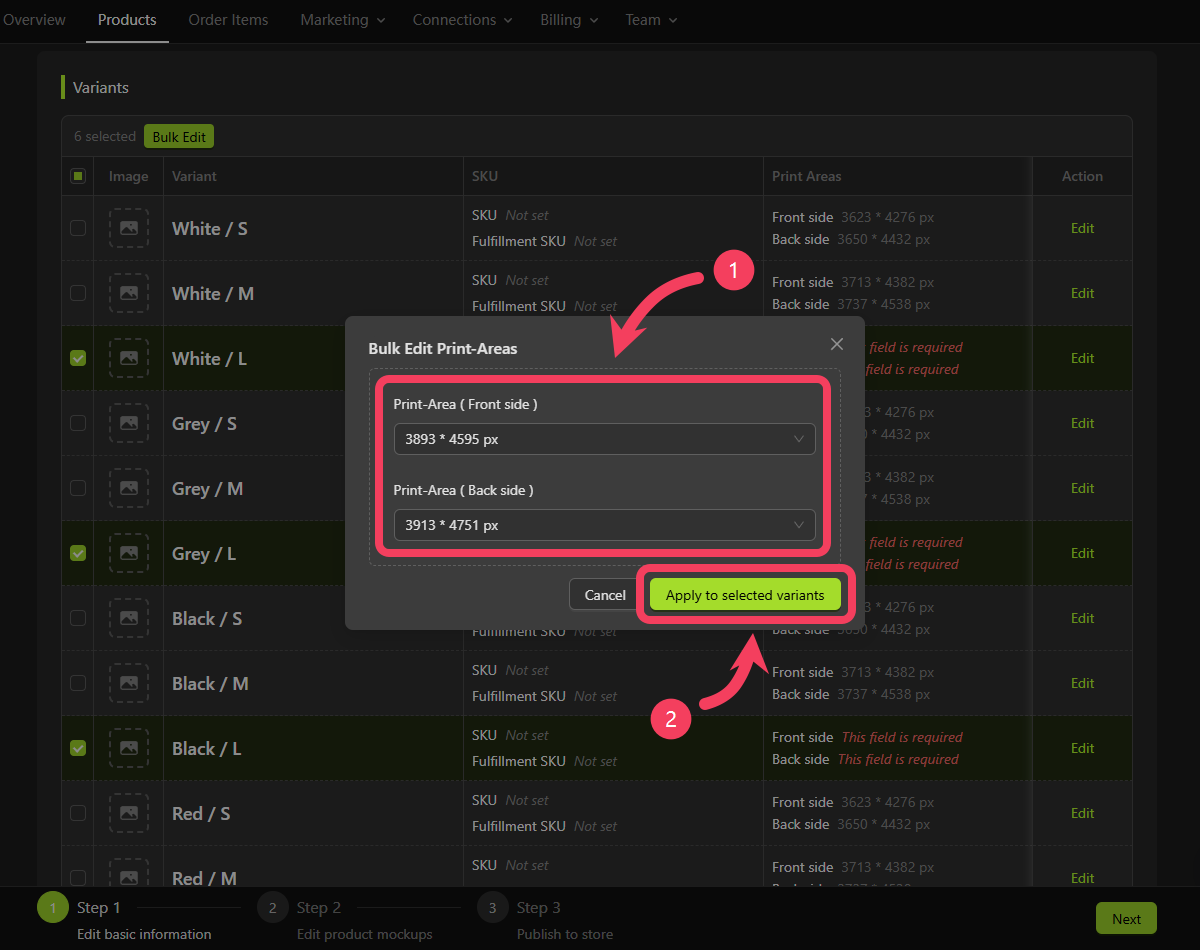 Overview Products Order Items Marketing Connections Billing Team
Variants
6 selected Bulk Edit
Image Variant SKU Print Areas Action
White / S SKU Not set Front side 3623 * 4276 px Edit
Fulfillment SKU Not set Back side 3650 * 4432 px
White / M SKU Not set Front side 3713 * 4382 px Edit
Fulfillment SKU Not set Back side 3737 * 4538 px
1
Bulk Edit Print-Areas
White / L field is required Edit
field is required
Print-Area ( Front side )
3893 * 4595 px
Grey / S 3 * 4276 px Edit
* 4432 px
Print-Area ( Back side )
3913 * 4751 px
Grey / M 3 * 4382 px Edit
* 4538 px
Grey / L field is required Edit
field is required
Cancel Apply to selected variants
Black / S 3 * 4276 px Edit
Fulfillment SKU Not set Back side 3650 * 4432 px
Black / M SKU Not set Front side 3713 * 4382 px Edit
Fulfillment SKU Not set Back side 3737 * 4538 px
2
Black / L SKU Not set Front side This field is required Edit
Fulfillment SKU Not set Back side This field is required
Red / S SKU Not set Front side 3623 * 4276 px Edit
Fulfillment SKU Not set Back side 3650 * 4432 px
Red / M SKU Not set Front side 3713 * 4382 px Edit
1 Step 1 2 Step 2 3 Step 3 Next
Edit basic information Edit product mockups Publish to store